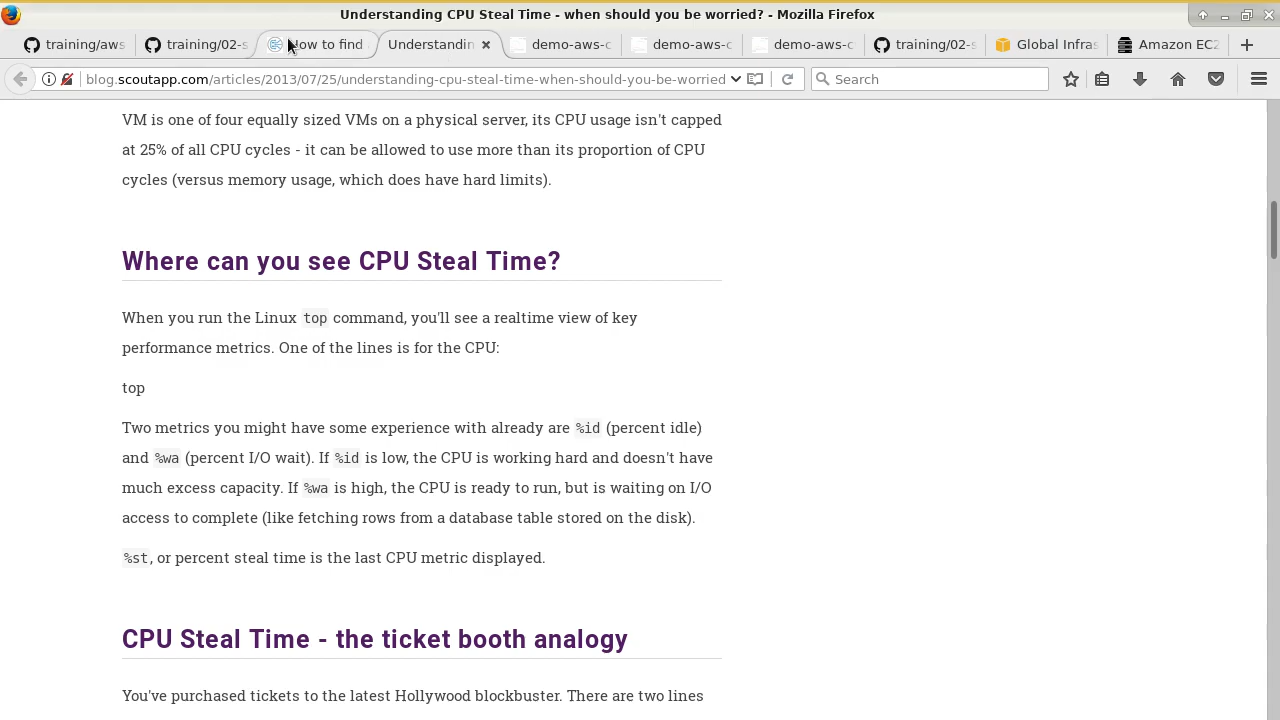 Understanding CPU Steal Time - when should you be worried? - Mozilla Firefox
training/aws
training/02-s
How to find
Understandin
demo-aws-c
demo-aws-c
demo-aws-c
training/02-s
Global Infras
Amazon EC2
blog.scoutapp.com/articles/2013/07/25/understanding-cpu-steal-time-when-should-you-be-worried
Search
VM is one of four equally sized VMs on a physical server, its CPU usage isn't capped
at 25% of all CPU cycles - it can be allowed to use more than its proportion of CPU
cycles (versus memory usage, which does have hard limits).
Where can you see CPU Steal Time?
When you run the Linux top command, you'll see a realtime view of key
performance metrics. One of the lines is for the CPU:
top
Two metrics you might have some experience with already are %id (percent idle)
and %wa (percent I/O wait). If %id is low, the CPU is working hard and doesn't have
much excess capacity. If %wa is high, the CPU is ready to run, but is waiting on I/O
access to complete (like fetching rows from a database table stored on the disk).
%st, or percent steal time is the last CPU metric displayed.
CPU Steal Time - the ticket booth analogy
You've purchased tickets to the latest Hollywood blockbuster. There are two lines